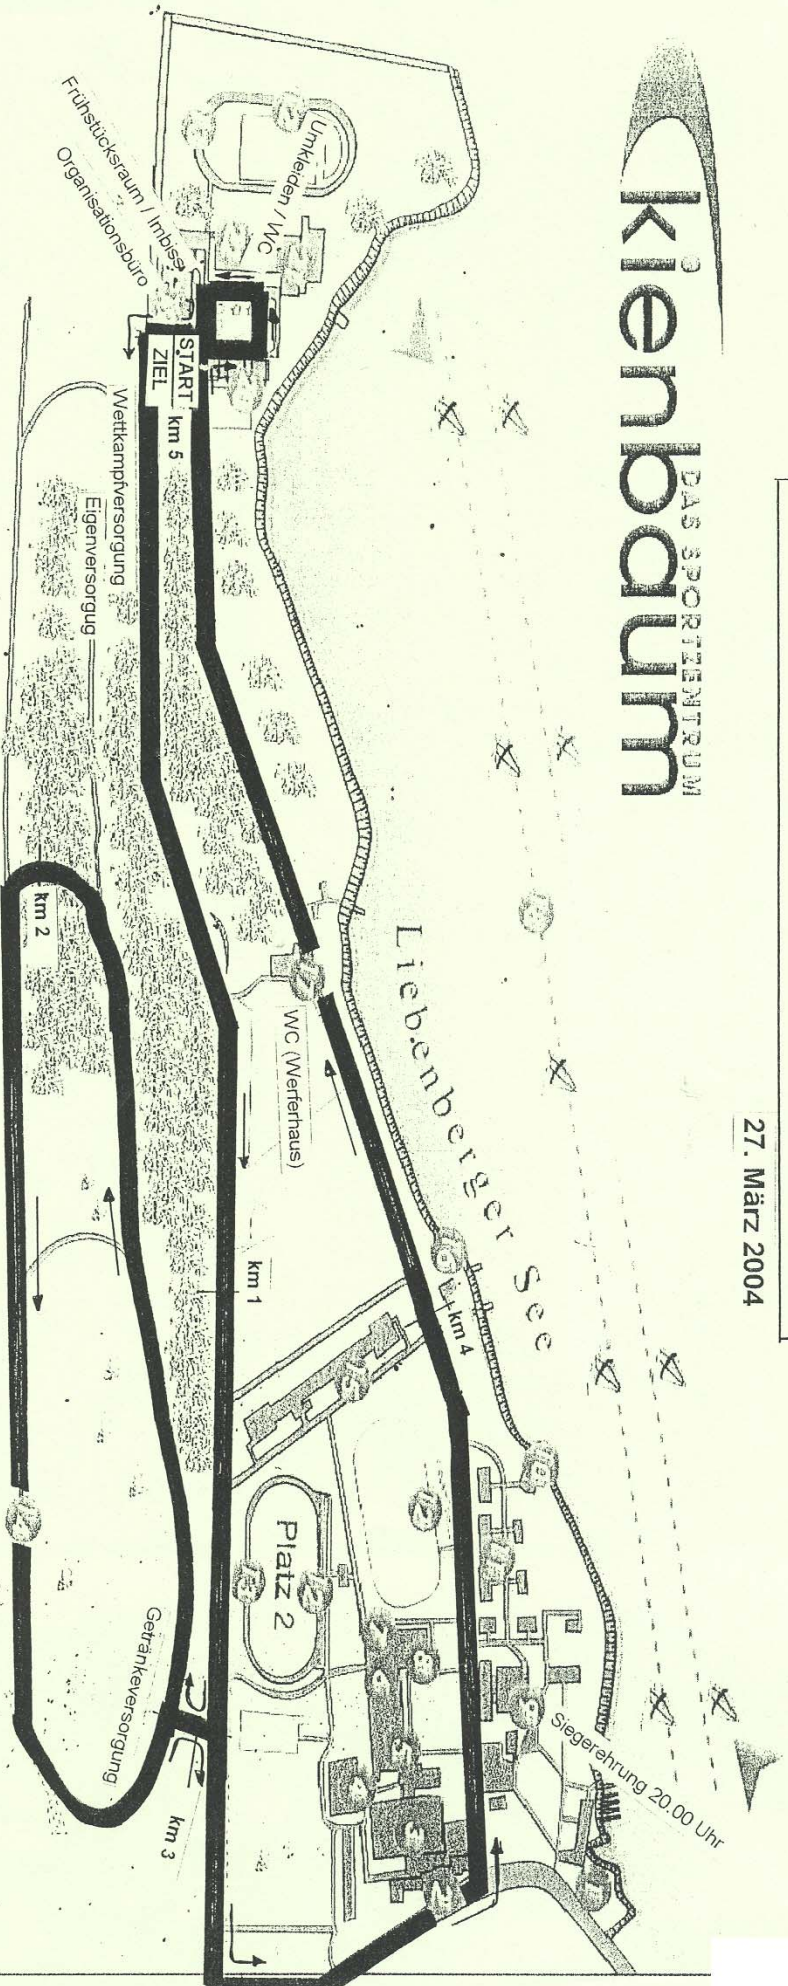 27. März 2004
DAS SPORTZENTRUM
kienbaum
Liebenberger See
Siegerehrung 20.00 Uhr
Umkleiden / WC
Frühstücksraum / Imbiss
Organisationsbüro
START
ZIEL
km 5
Wettkampfversorgung
Eigenversorgug
km 2
WC (Werferhaus)
km 1
km 4
Platz 2
Getränkeversorgung
km 3